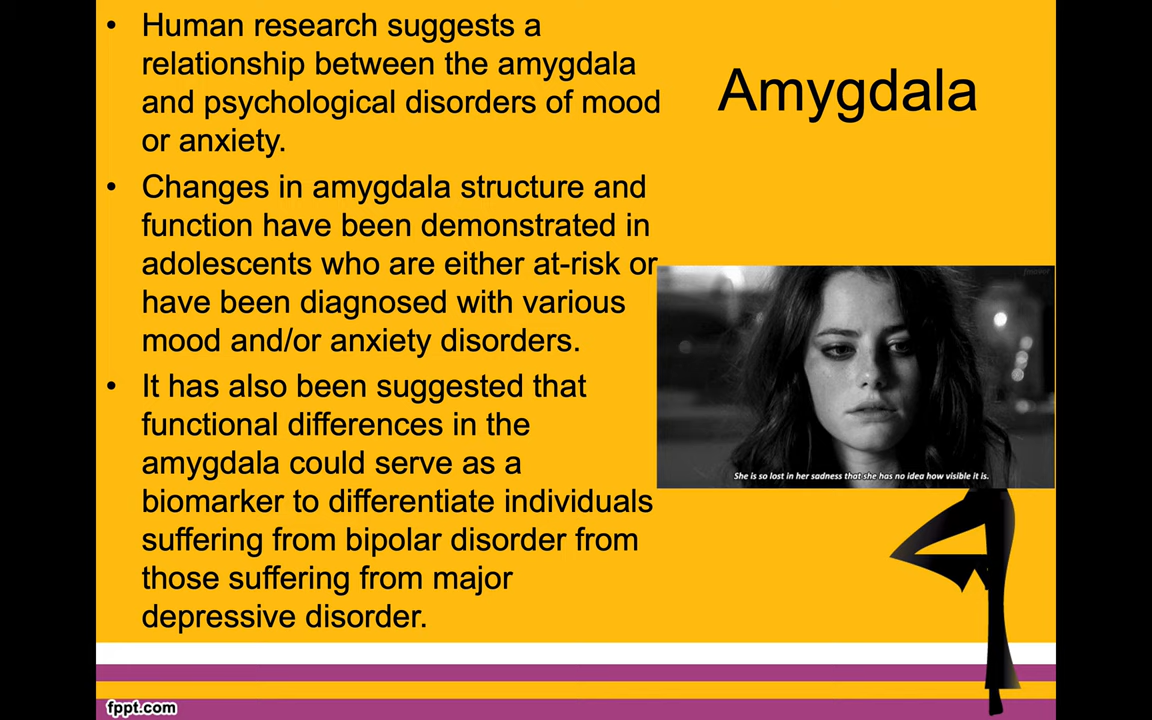 Amygdala
• Human research suggests a
relationship between the amygdala
and psychological disorders of mood
or anxiety.
• Changes in amygdala structure and
function have been demonstrated in
adolescents who are either at-risk or
have been diagnosed with various
mood and/or anxiety disorders.
• It has also been suggested that
functional differences in the
amygdala could serve as a
biomarker to differentiate individuals
suffering from bipolar disorder from
those suffering from major
depressive disorder.
She is so lost in her sadness that she has no idea how visible it is.
fppt.com